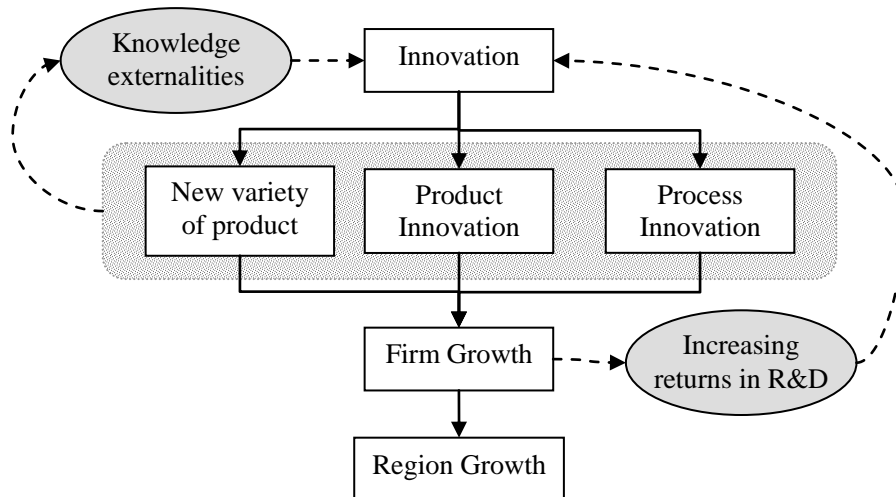 Knowledge
externalities
Innovation
New variety
of product
Product
Innovation
Process
Innovation
Firm Growth
Increasing
returns in R&D
Region Growth